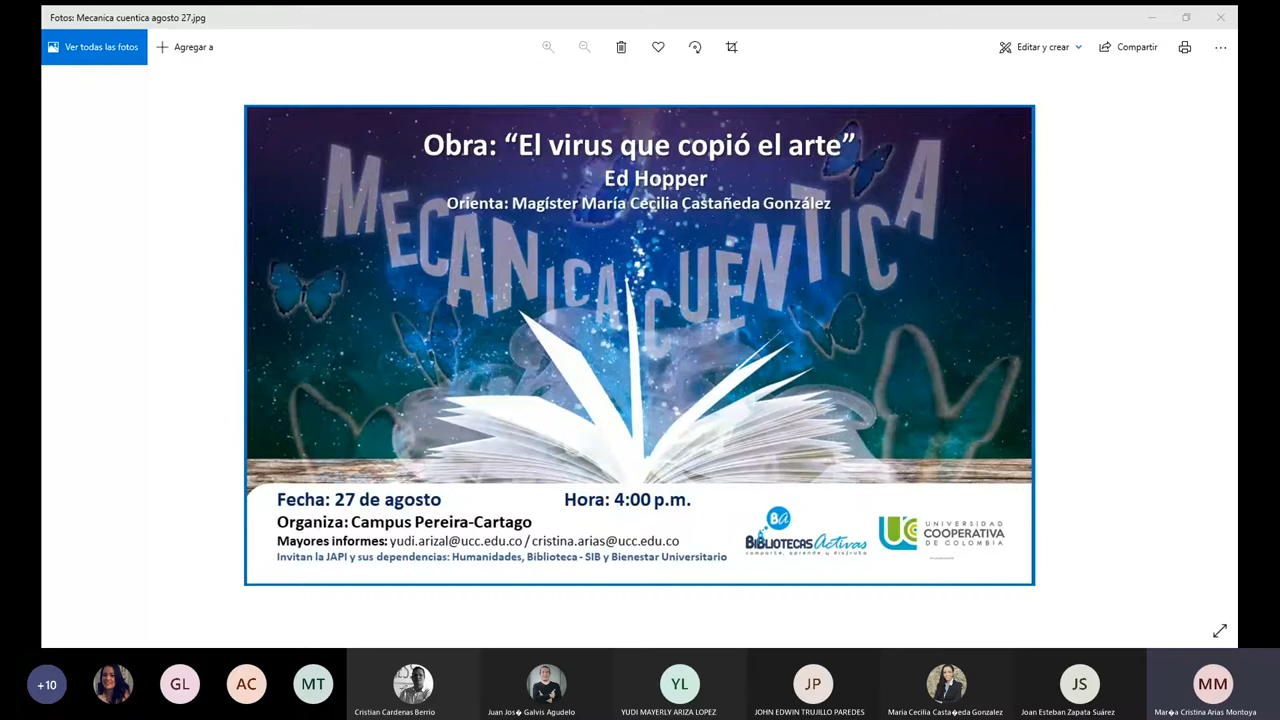 Fotos: Mecanica cuentica agosto 27.jpg
Ver todas las fotos
Agregar a
Editar y crear
Compartir
Obra: “El virus que copió el arte”
Ed Hopper
Orienta: Magíster María Cecilia Castañeda González
MECÁNICA CUENTICA
Fecha: 27 de agosto
Hora: 4:00 p.m.
Organiza: Campus Pereira-Cartago
Mayores informes: yudi.arizal@ucc.edu.co / cristina.arias@ucc.edu.co
Invitan la JAPI y sus dependencias: Humanidades, Biblioteca - SIB y Bienestar Universitario
BA
BIBLIOTECAS Activas
comparte, aprende y disfruta
UCC
UNIVERSIDAD
COOPERATIVA
DE COLOMBIA
+10
GL
AC
MT
YL
JP
JS
MM
Cristian Cardenas Berrio
Juan Jos� Galvis Agudelo
YUDI MAYERLY ARIZA LOPEZ
JOHN EDWIN TRUJILLO PAREDES
Maria Cecilia Casta�eda Gonzalez
Joan Esteban Zapata Suárez
Mar�a Cristina Arias Montoya